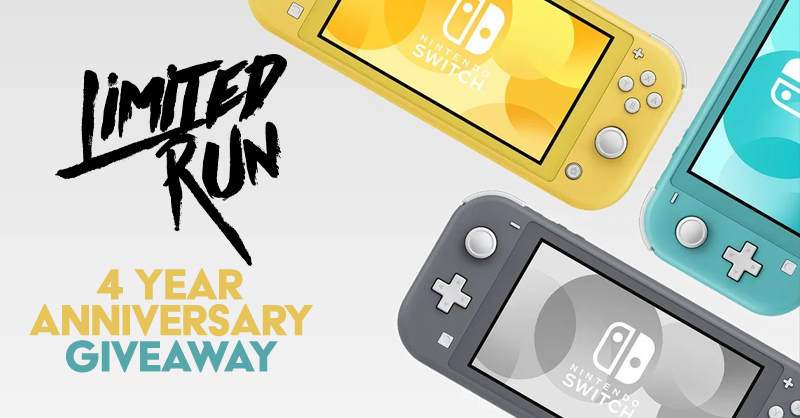 LIMITED
RUN
4 YEAR
ANNIVERSARY
GIVEAWAY
NINTENDO
SWITCH
X
Y
A
B
NINTENDO
SWITCH